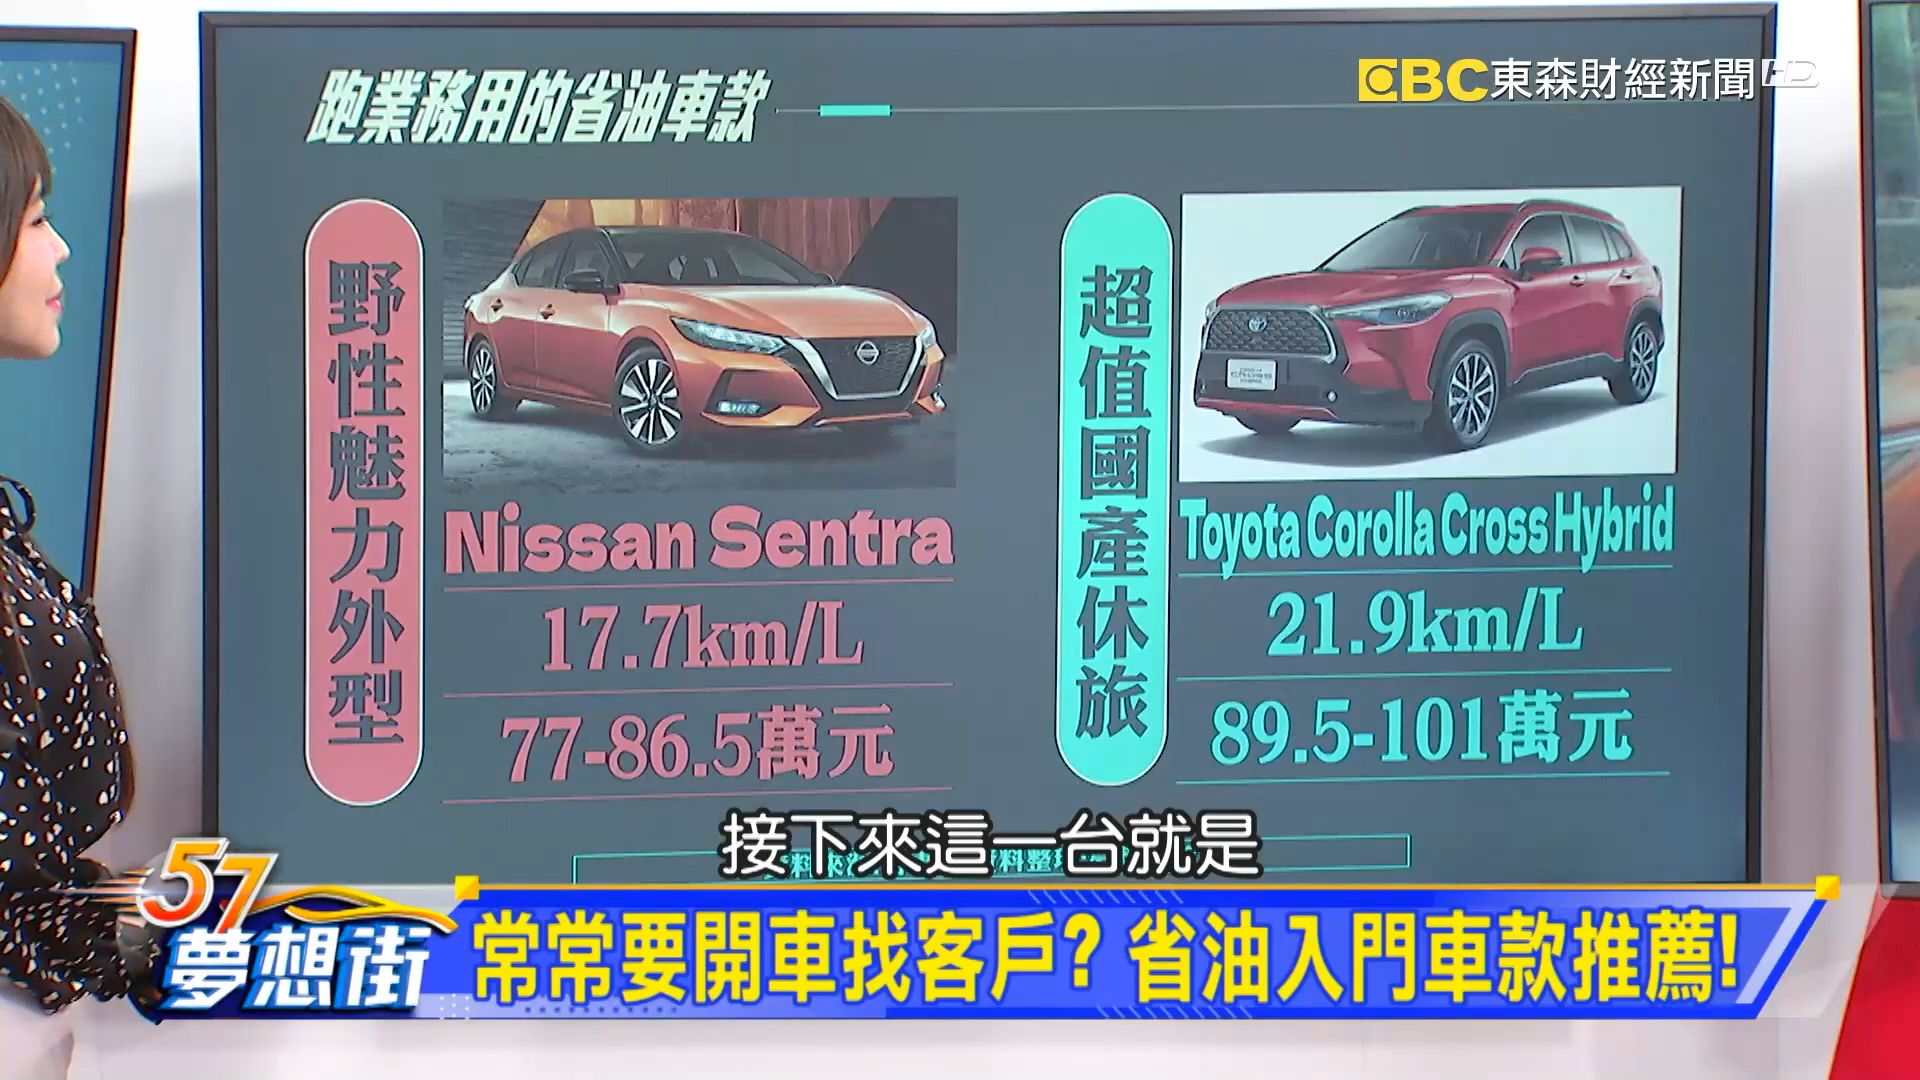 EBC東森財經新聞 HD
跑業務用的省油車款
野性魅力外型
Nissan Sentra
17.7km/L
77-86.5萬元
超值國產休旅
Toyota Corolla Cross Hybrid
21.9km/L
89.5-101萬元
接下來這一台就是
57夢想街
常常要開車找客戶? 省油入門車款推薦!